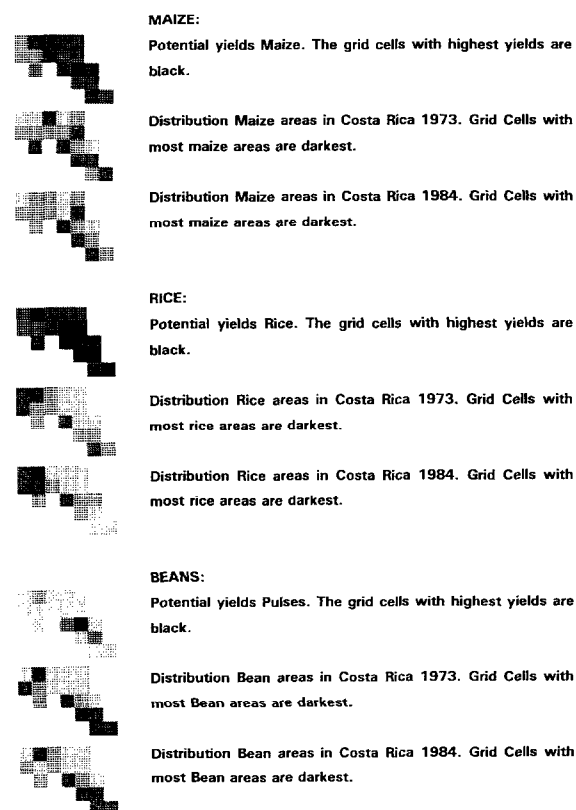 MAIZE:
Potential yields Maize. The grid cells with highest yields are
black.
Distribution Maize areas in Costa Rica 1973. Grid Cells with
most maize areas are darkest.
Distribution Maize areas in Costa Rica 1984. Grid Cells with
most maize areas are darkest.
RICE:
Potential yields Rice. The grid cells with highest yields are
black.
Distribution Rice areas in Costa Rica 1973. Grid Cells with
most rice areas are darkest.
Distribution Rice areas in Costa Rica 1984. Grid Cells with
most rice areas are darkest.
BEANS:
Potential yields Pulses. The grid cells with highest yields are
black.
Distribution Bean areas in Costa Rica 1973. Grid Cells with
most Bean areas are darkest.
Distribution Bean areas in Costa Rica 1984. Grid Cells with
most Bean areas are darkest.